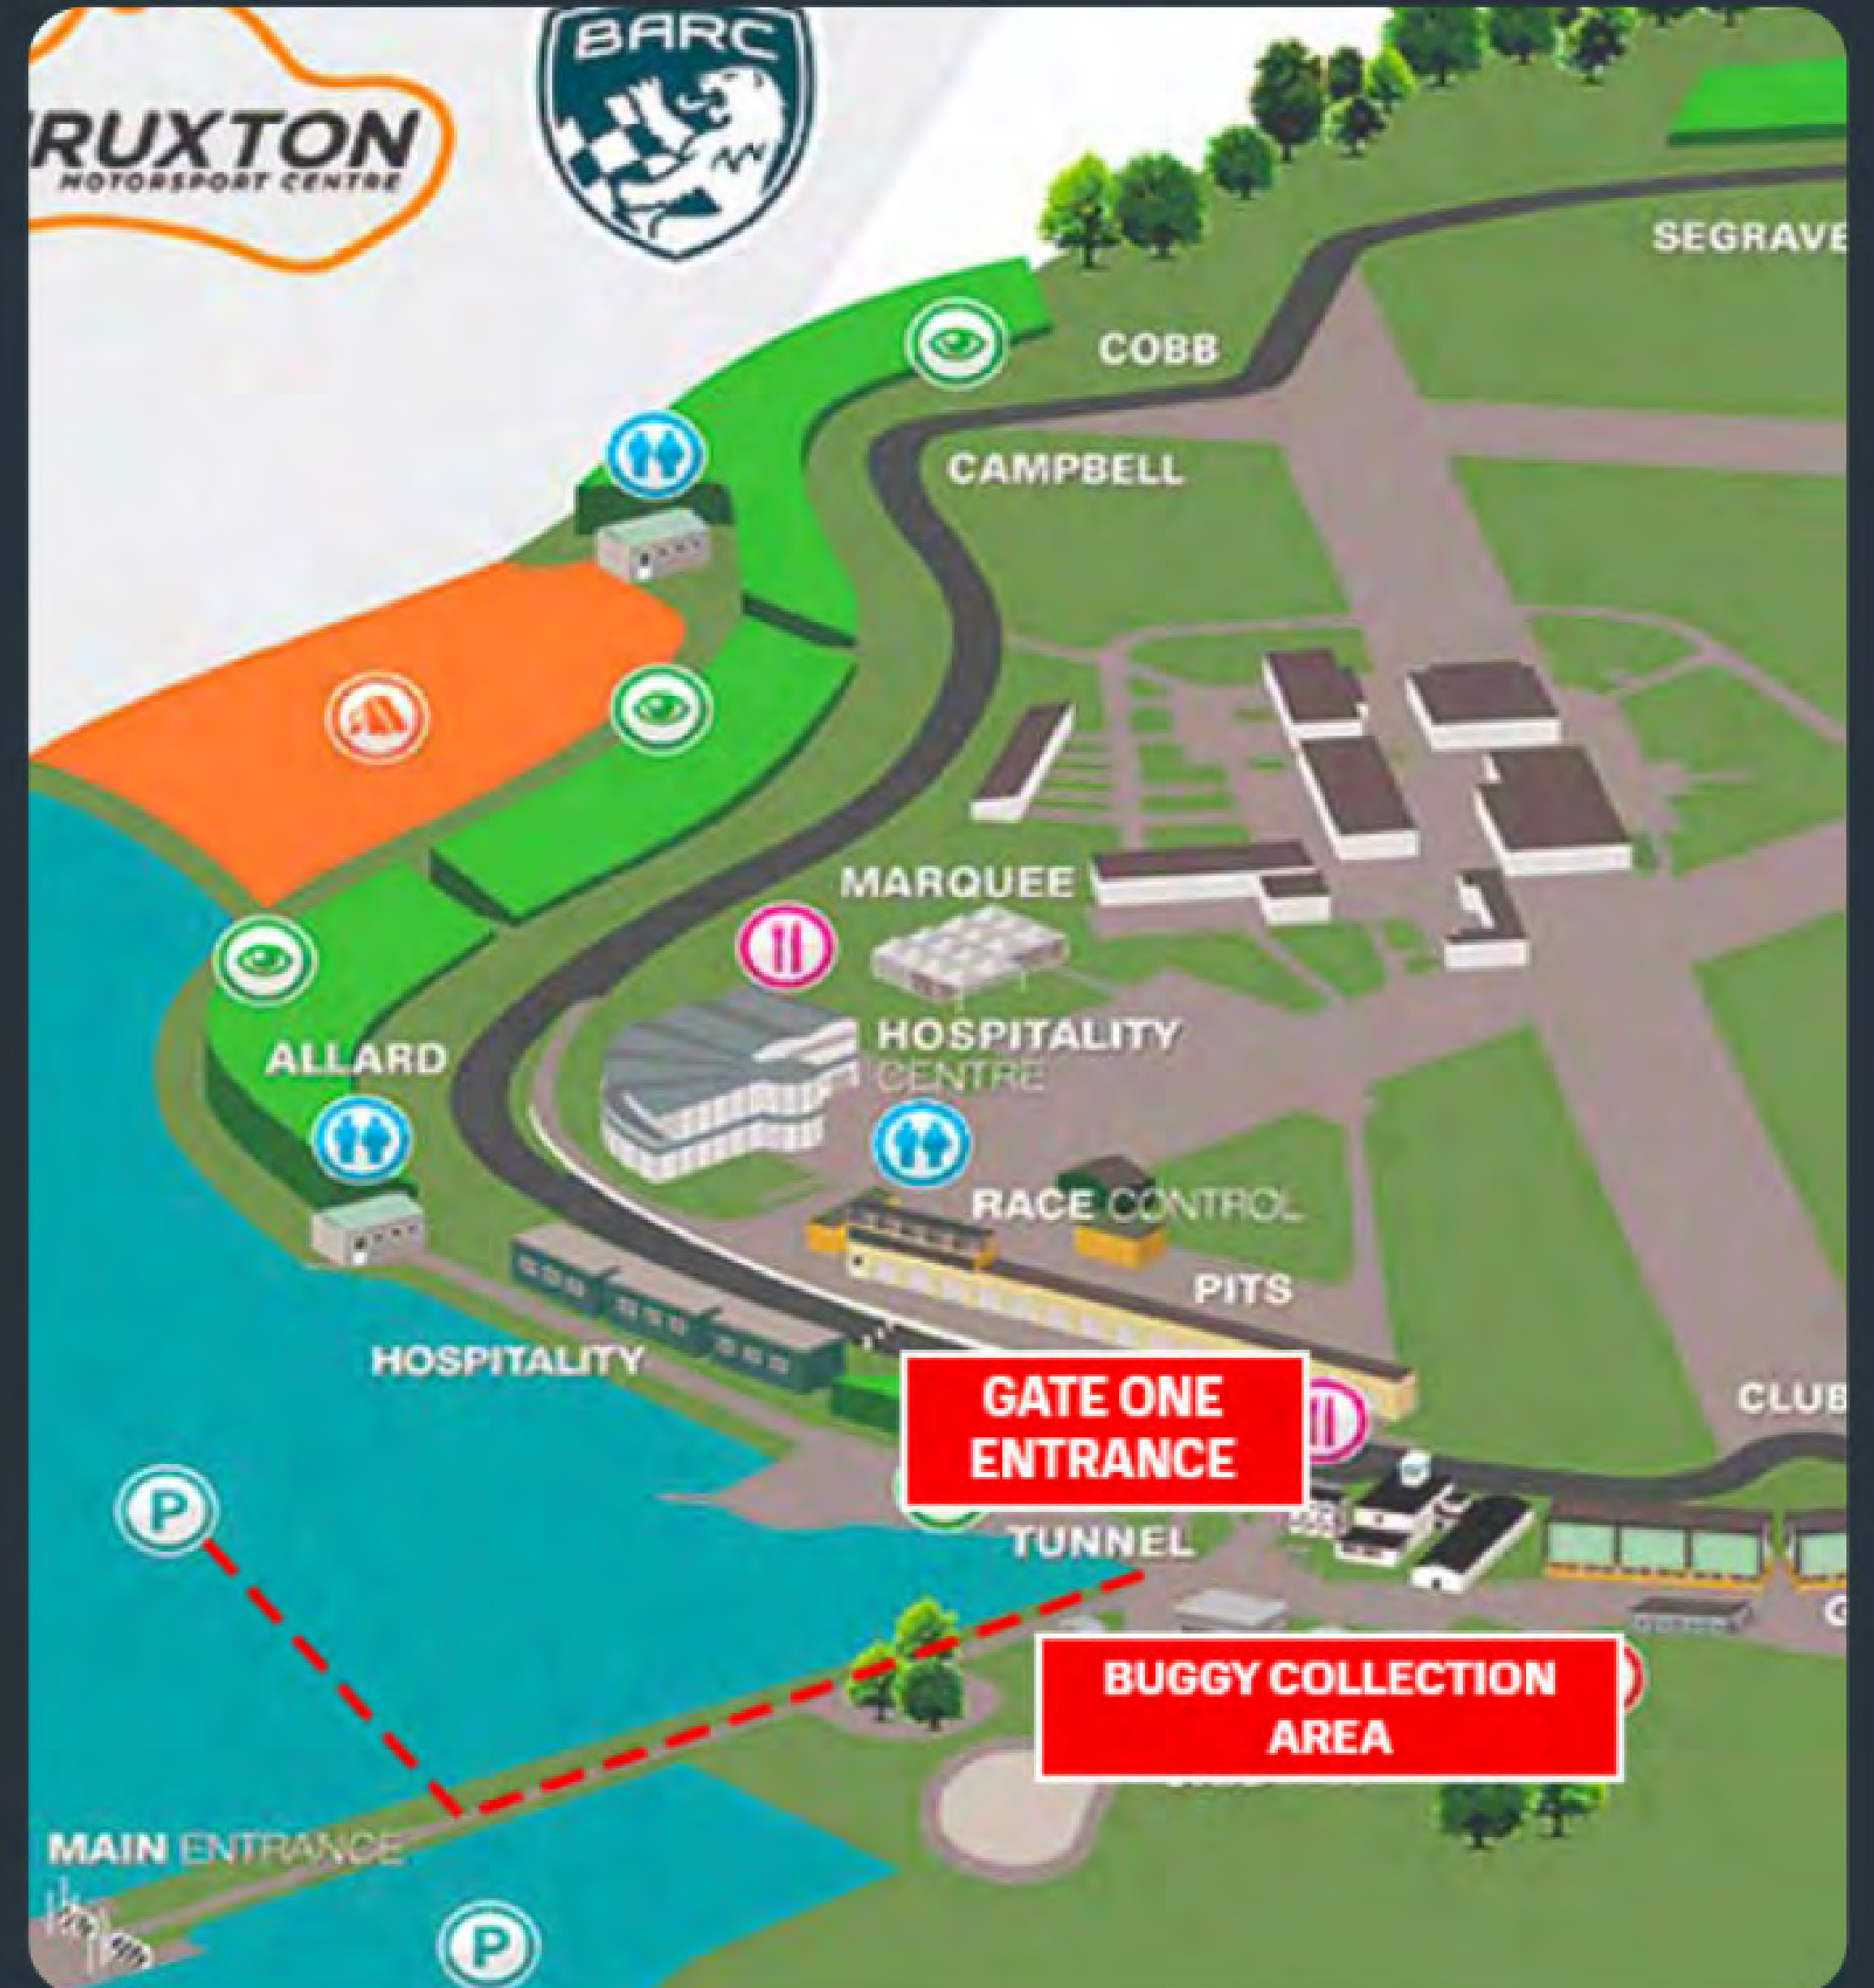 BARC
RUXTON
MOTORSPORT CENTRE
SEGRAVE
COBB
CAMPBELL
MARQUEE
HOSPITALITY
CENTRE
ALLARD
RACE CONTROL
PITS
HOSPITALITY
GATE ONE
ENTRANCE
CLUB
TUNNEL
P
BUGGY COLLECTION
AREA
MAIN ENTRANCE
P